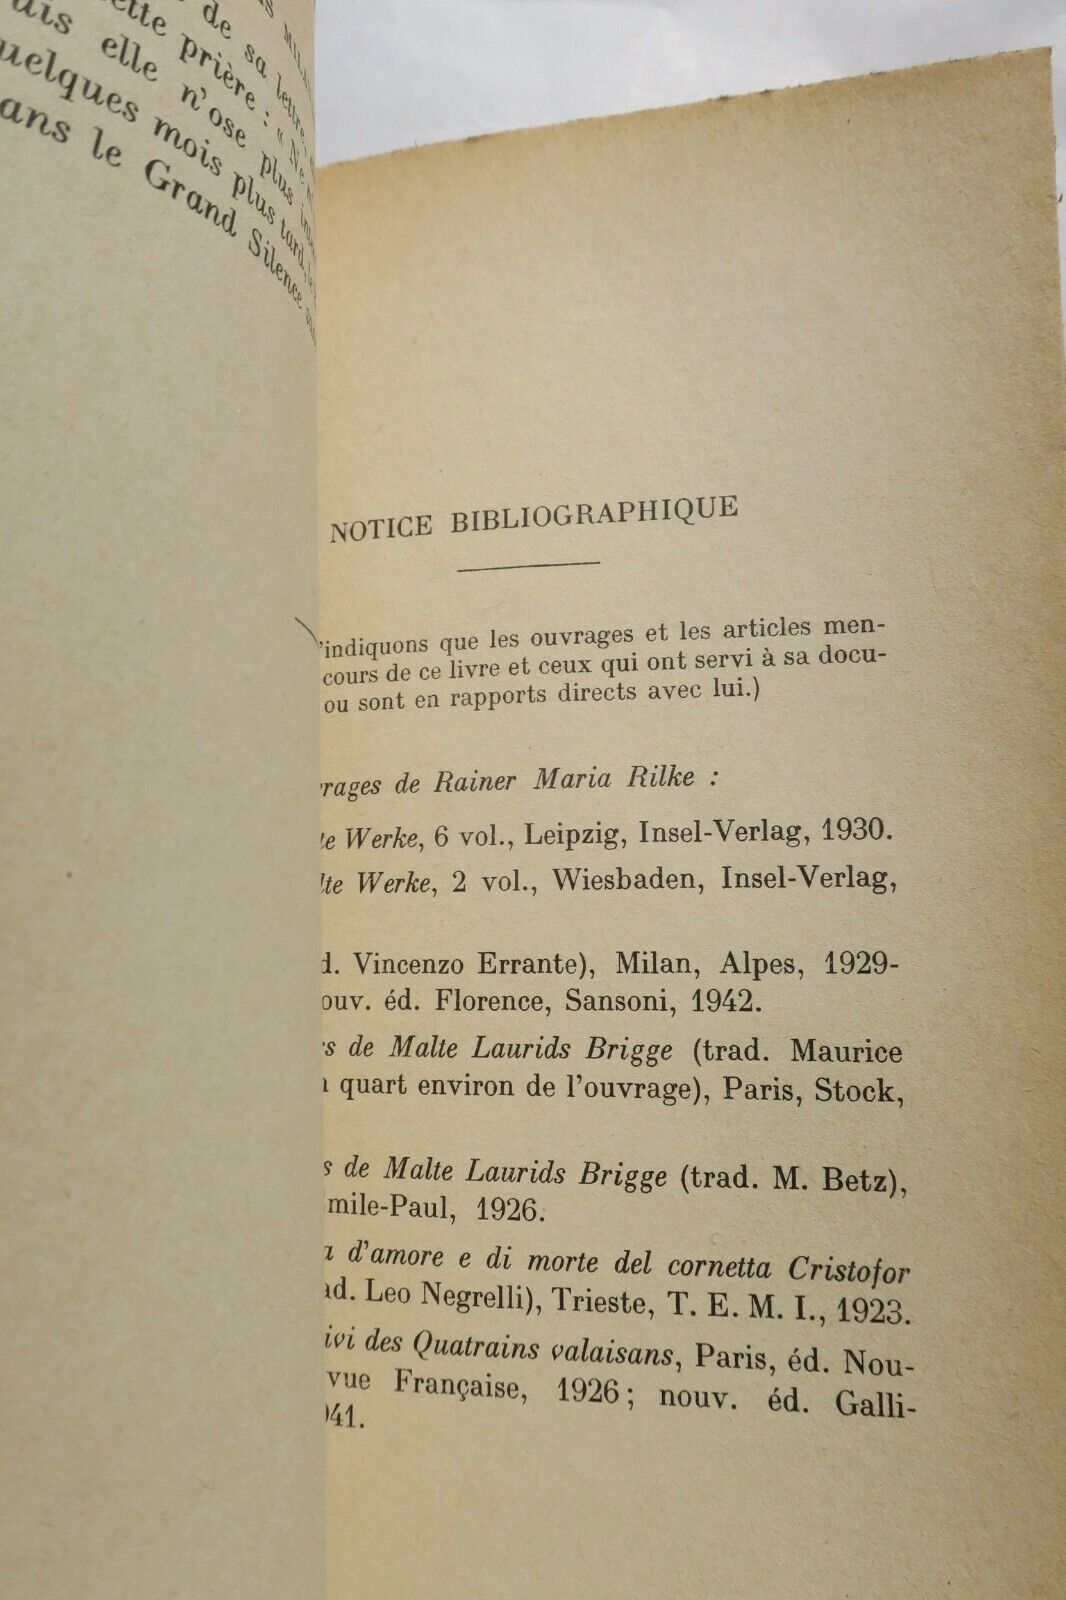 de sa lettre,
prière : « Ne
elle n'ose plus
mois plus tard,
le Grand Silence
NOTICE BIBLIOGRAPHIQUE
'indiquons que les ouvrages et les articles men-
cours de ce livre et ceux qui ont servi à sa docu-
ou sont en rapports directs avec lui.)
rages de Rainer Maria Rilke :
te Werke, 6 vol., Leipzig, Insel-Verlag, 1930.
lte Werke, 2 vol., Wiesbaden, Insel-Verlag,
d. Vincenzo Errante), Milan, Alpes, 1929-
ouv. éd. Florence, Sansoni, 1942.
s de Malte Laurids Brigge (trad. Maurice
quart environ de l'ouvrage), Paris, Stock,
s de Malte Laurids Brigge (trad. M. Betz),
mile-Paul, 1926.
a d'amore e di morte del cornetta Cristofor
ad. Leo Negrelli), Trieste, T. E. M. I., 1923.
ivi des Quatrains valaisans, Paris, éd. Nou-
vue Française, 1926 ; nouv. éd. Galli-
941.